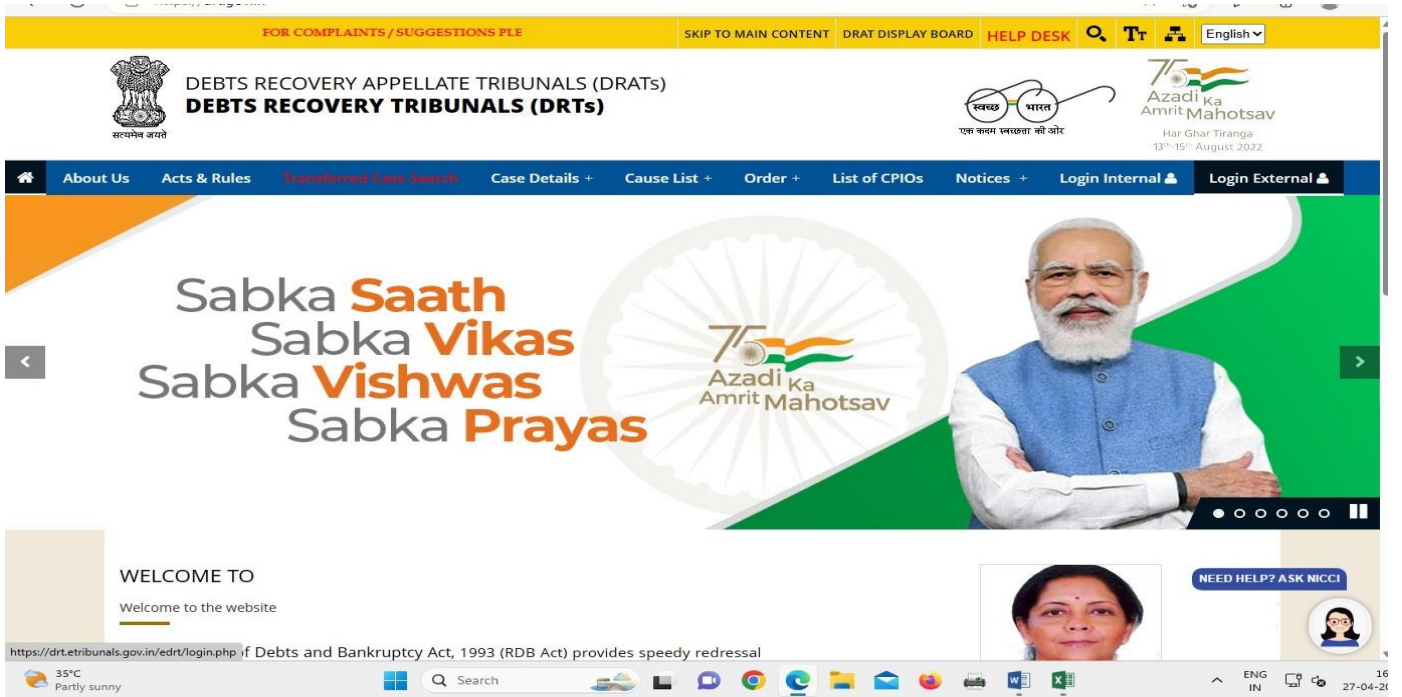 FOR COMPLAINTS / SUGGESTIONS PLE
SKIP TO MAIN CONTENT DRAT DISPLAY BOARD HELP DESK TT English
DEBTS RECOVERY APPELLATE TRIBUNALS (DRATs)
DEBTS RECOVERY TRIBUNALS (DRTs)
सत्यमेव जयते
स्वच्छ भारत
एक कदम स्वच्छता की ओर
75
Azadi Ka
Amrit Mahotsav
Har Ghar Tiranga
13th-15th August 2022
About Us Acts & Rules Transferred Case Search Case Details + Cause List + Order + List of CPIOs Notices + Login Internal Login External
Sabka Saath
Sabka Vikas
Sabka Vishwas
Sabka Prayas
75
Azadi Ka
Amrit Mahotsav
WELCOME TO
Welcome to the website
NEED HELP? ASK NICCI
https://drt.etribunals.gov.in/edrt/login.php f Debts and Bankruptcy Act, 1993 (RDB Act) provides speedy redressal
35°C
Partly sunny
Search
ENG
IN
16
27-04-20